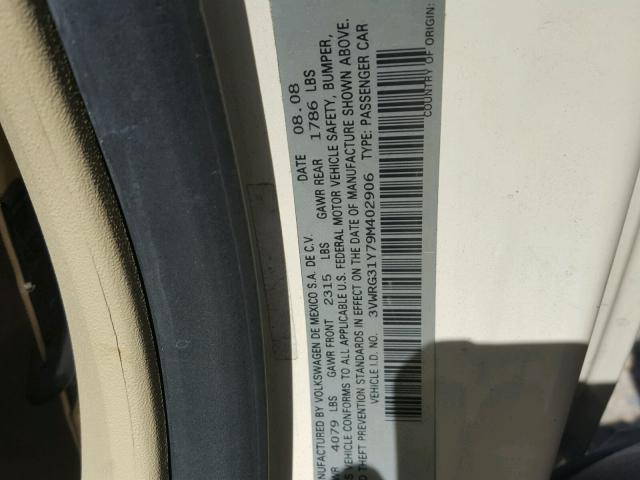 NUFACTURED BY VOLKSWAGEN DE MEXICO S.A. DE C.V. DATE 08.08
WR 4079 LBS GAWR FRONT 2315 LBS GAWR REAR 1786 LBS
S VEHICLE CONFORMS TO ALL APPLICABLE U.S. FEDERAL MOTOR VEHICLE SAFETY, BUMPER,
D THEFT PREVENTION STANDARDS IN EFFECT ON THE DATE OF MANUFACTURE SHOWN ABOVE.
VEHICLE I.D. NO. 3VWRG31Y79M402906 TYPE: PASSENGER CAR
COUNTRY OF ORIGIN: